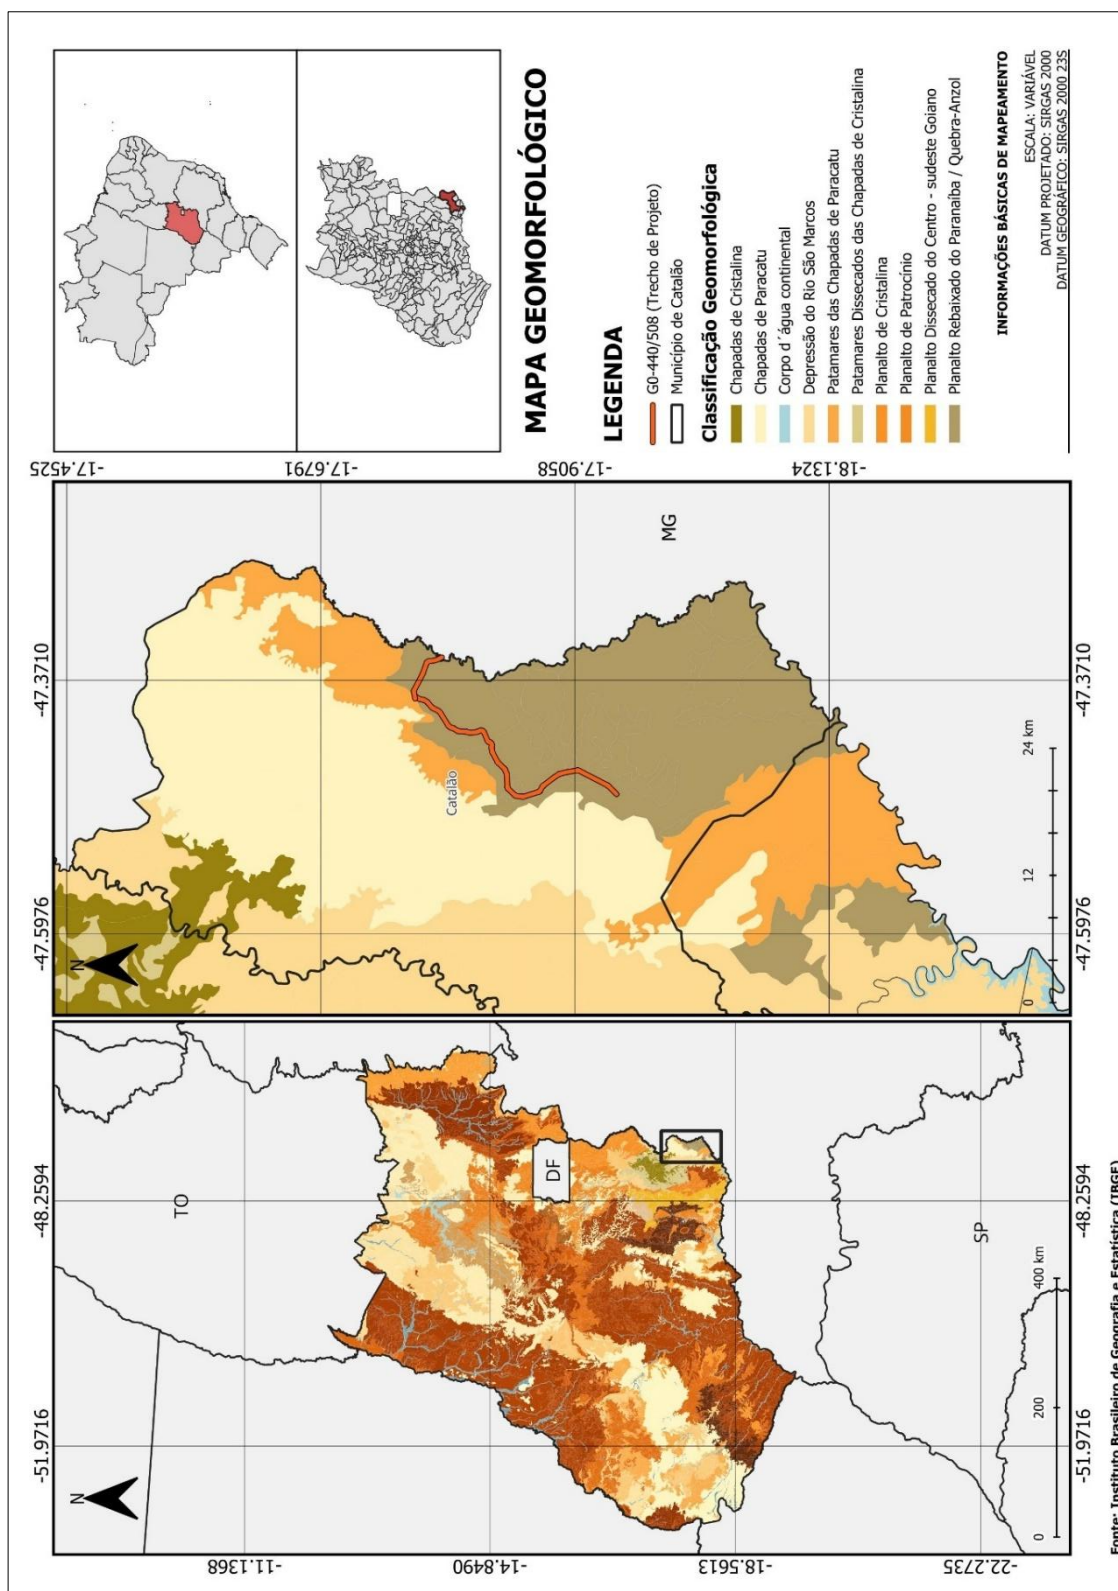 MAPA GEOMORFOLÓGICO
LEGENDA
G0-440/508 (Trecho de Projeto)
Município de Catalão
Classificação Geomorfológica
Chapadas de Cristalina
Chapadas de Paracatu
Corpo d´água continental
Depressão do Rio São Marcos
Patamares das Chapadas de Paracatu
Patamares Dissecados das Chapadas de Cristalina
Planalto de Cristalina
Planalto de Patrocínio
Planalto Dissecado do Centro - sudeste Goiano
Planalto Rebaixado do Paranaíba / Quebra-Anzol
INFORMAÇÕES BÁSICAS DE MAPEAMENTO
ESCALA: VARIÁVEL
DATUM PROJETADO: SIRGAS 2000
DATUM GEOGRÁFICO: SIRGAS 2000 23S
-47.5976
-47.3710
-17.4525
-17.6791
-17.9058
-18.1324
N
Catalão
MG
0
12
24 km
-47.5976
-47.3710
-51.9716
-48.2594
N
TO
DF
SP
-11.1368
-14.8490
-18.5613
-22.2735
0
200
400 km
-51.9716
-48.2594
Fonte: Instituto Brasileiro de Geografia e Estatística (IBGE)